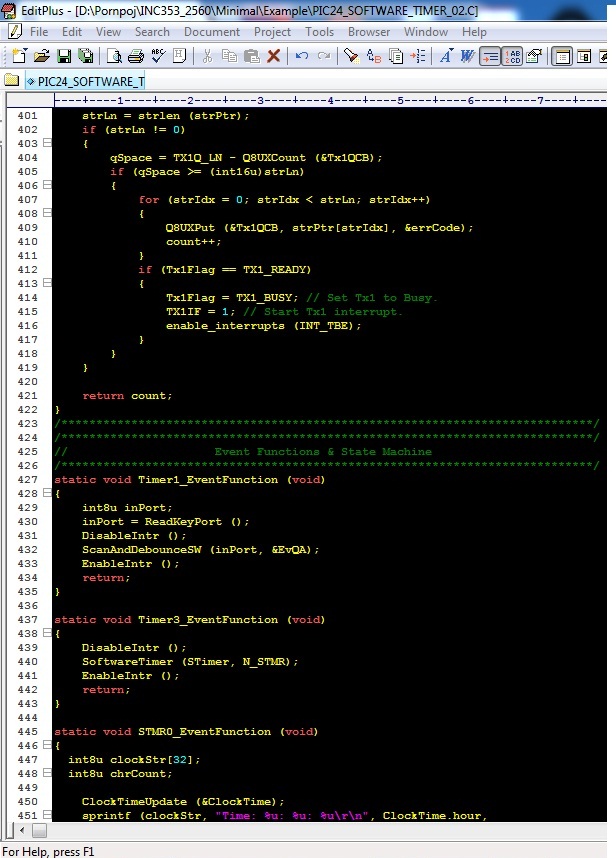 EditPlus - [D:\Pornpoj\INC353_2560\Minimal\Example\PIC24_SOFTWARE_TIMER_02.C]
File Edit View Search Document Project Tools Browser Window Help
PIC24_SOFTWARE_T
----+----1----+----2----+----3----+----4----+----5----+----6----+----7----
401 strLn = strlen (strPtr);
402 if (strLn != 0)
403 {
404 qSpace = TX1Q_LN - Q8UXCount (&Tx1QCB);
405 if (qSpace >= (int16u)strLn)
406 {
407 for (strIdx = 0; strIdx < strLn; strIdx++)
408 {
409 Q8UXPut (&Tx1QCB, strPtr[strIdx], &errCode);
410 count++;
411 }
412 if (Tx1Flag == TX1_READY)
413 {
414 Tx1Flag = TX1_BUSY; // Set Tx1 to Busy.
415 TX1IF = 1; // Start Tx1 interrupt.
416 enable_interrupts (INT_TBE);
417 }
418 }
419 }
420
421 return count;
422 }
423 /****************************************************************************/
424 /****************************************************************************/
425 // Event Functions & State Machine
426 /****************************************************************************/
427 static void Timer1_EventFunction (void)
428 {
429 int8u inPort;
430 inPort = ReadKeyPort ();
431 DisableIntr ();
432 ScanAndDebounceSW (inPort, &EvQA);
433 EnableIntr ();
434 return;
435 }
436
437 static void Timer3_EventFunction (void)
438 {
439 DisableIntr ();
440 SoftwareTimer (STimer, N_STMR);
441 EnableIntr ();
442 return;
443 }
444
445 static void STMR0_EventFunction (void)
446 {
447 int8u clockStr[32];
448 int8u chrCount;
449
450 ClockTimeUpdate (&ClockTime);
451 sprintf (clockStr, "Time: %u: %u: %u\r\n", ClockTime.hour,
For Help, press F1